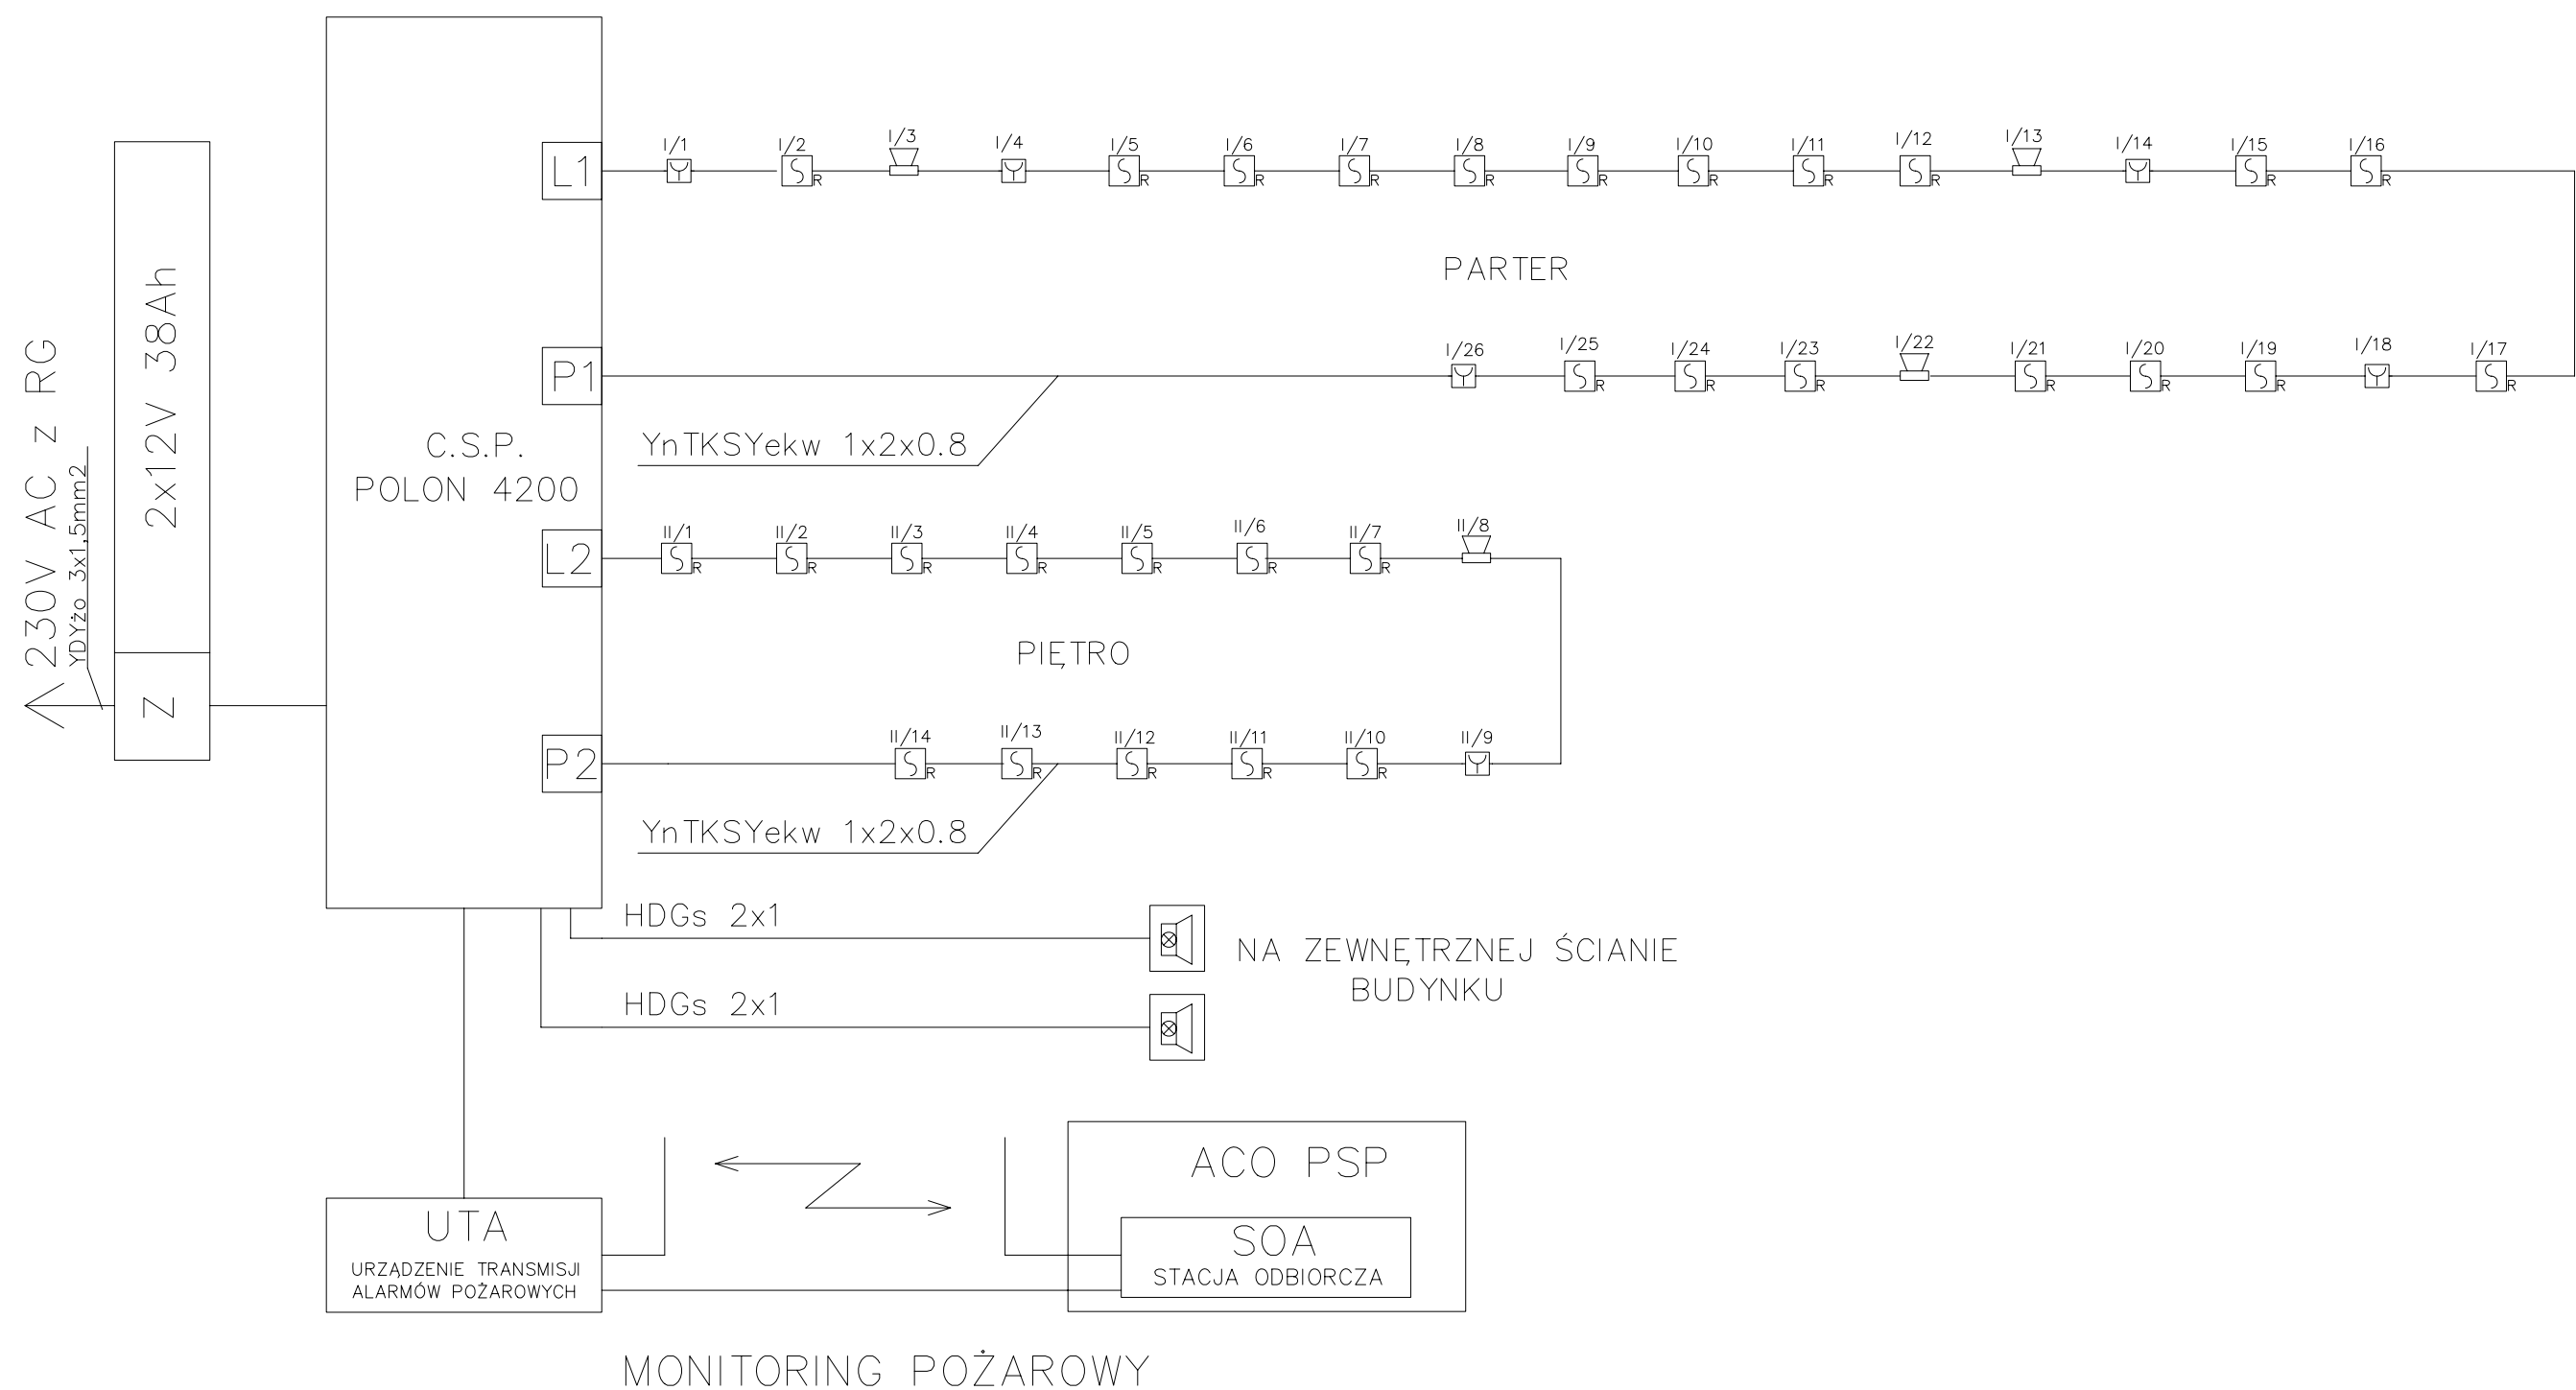 230V AC z RG
YDYżo 3x1,5mm2
2x12V 38Ah
Z
C.S.P.
POLON 4200
L1
I/1
I/2
R
I/3
I/4
I/5
R
I/6
R
I/7
R
I/8
R
I/9
R
I/10
R
I/11
R
I/12
R
I/13
I/14
I/15
R
I/16
R
PARTER
P1
I/26
I/25
R
I/24
R
I/23
R
I/22
I/21
R
I/20
R
I/19
R
I/18
I/17
R
YnTKSYekw 1x2x0.8
L2
II/1
R
II/2
R
II/3
R
II/4
R
II/5
R
II/6
R
II/7
R
II/8
PIĘTRO
P2
II/14
R
II/13
R
II/12
R
II/11
R
II/10
R
II/9
YnTKSYekw 1x2x0.8
HDGs 2x1
NA ZEWNĘTRZNEJ ŚCIANIE
BUDYNKU
HDGs 2x1
UTA
URZĄDZENIE TRANSMISJI
ALARMÓW POŻAROWYCH
ACO PSP
SOA
STACJA ODBIORCZA
MONITORING POŻAROWY